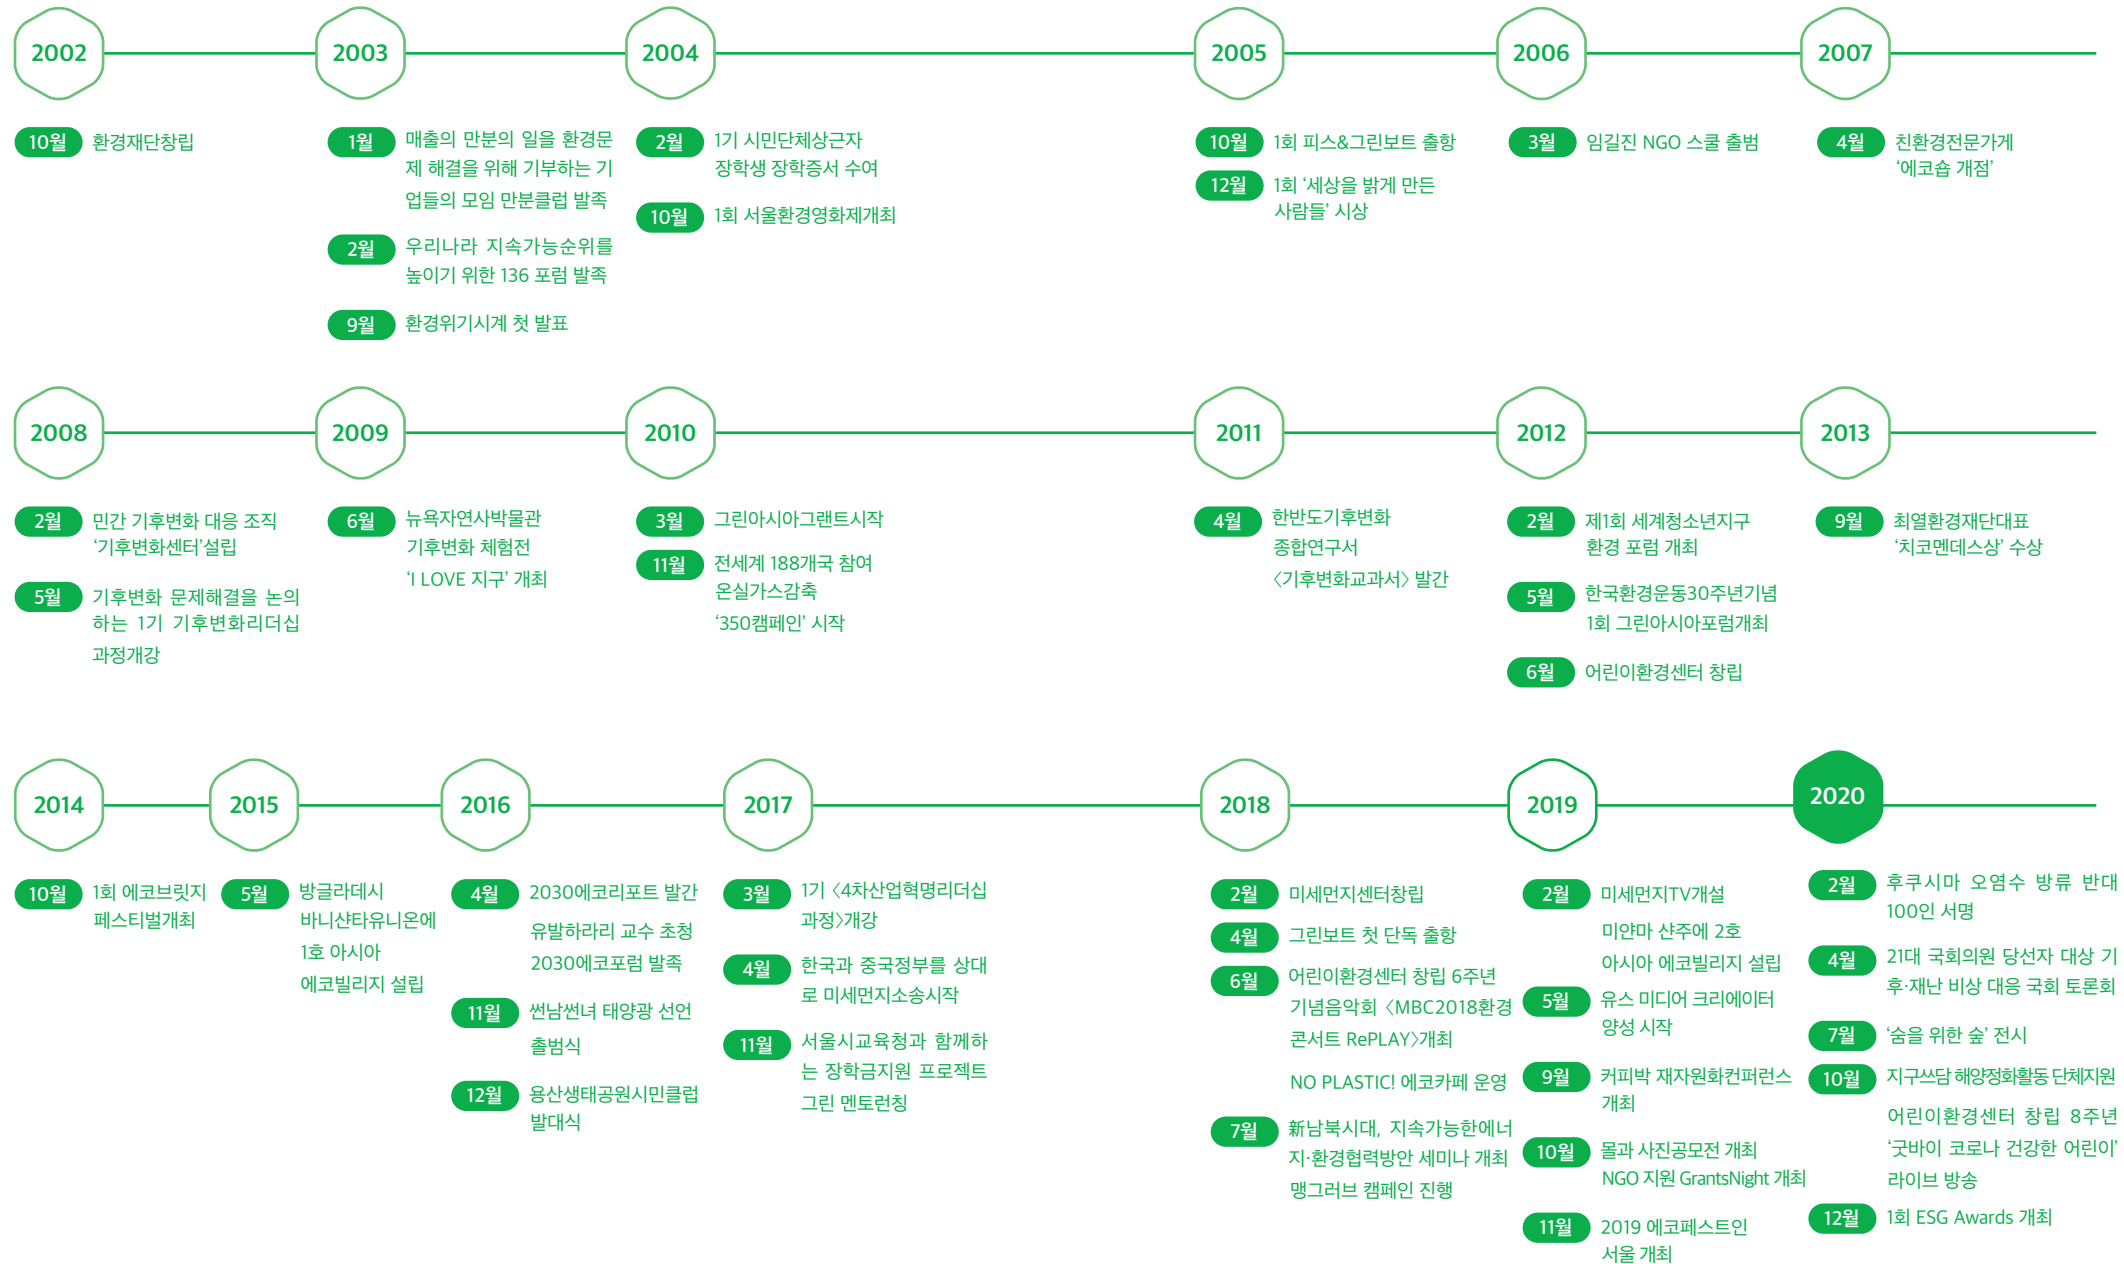 2002
10월 환경재단창립
2003
1월 매출의 만분의 일을 환경문
제 해결을 위해 기부하는 기
업들의 모임 만분클럽 발족
2월 우리나라 지속가능순위를
높이기 위한 136 포럼 발족
9월 환경위기시계 첫 발표
2004
2월 1기 시민단체상근자
장학생 장학증서 수여
10월 1회 서울환경영화제개최
2005
10월 1회 피스&그린보트 출항
12월 1회 ‘세상을 밝게 만든
사람들’ 시상
2006
3월 임길진 NGO 스쿨 출범
2007
4월 친환경전문가게
‘에코숍 개점’
2008
2월 민간 기후변화 대응 조직
‘기후변화센터’설립
5월 기후변화 문제해결을 논의
하는 1기 기후변화리더십
과정개강
2009
6월 뉴욕자연사박물관
기후변화 체험전
‘I LOVE 지구’ 개최
2010
3월 그린아시아그랜트시작
11월 전세계 188개국 참여
온실가스감축
‘350캠페인’ 시작
2011
4월 한반도기후변화
종합연구서
〈기후변화교과서〉 발간
2012
2월 제1회 세계청소년지구
환경 포럼 개최
5월 한국환경운동30주년기념
1회 그린아시아포럼개최
6월 어린이환경센터 창립
2013
9월 최열환경재단대표
‘치코멘데스상’ 수상
2014
10월 1회 에코브릿지
페스티벌개최
2015
5월 방글라데시
바니샨타유니온에
1호 아시아
에코빌리지 설립
2016
4월 2030에코리포트 발간
유발하라리 교수 초청
2030에코포럼 발족
11월 썬남썬녀 태양광 선언
출범식
12월 용산생태공원시민클럽
발대식
2017
3월 1기 〈4차산업혁명리더십
과정〉개강
4월 한국과 중국정부를 상대
로 미세먼지소송시작
11월 서울시교육청과 함께하
는 장학금지원 프로젝트
그린 멘토런칭
2018
2월 미세먼지센터창립
4월 그린보트 첫 단독 출항
6월 어린이환경센터 창립 6주년
기념음악회 〈MBC2018환경
콘서트 RePLAY〉개최
NO PLASTIC! 에코카페 운영
7월 新남북시대, 지속가능한에너
지·환경협력방안 세미나 개최
맹그러브 캠페인 진행
2019
2월 미세먼지TV개설
미얀마 샨주에 2호
아시아 에코빌리지 설립
5월 유스 미디어 크리에이터
양성 시작
9월 커피박 재자원화컨퍼런스
개최
10월 몰과 사진공모전 개최
NGO 지원 GrantsNight 개최
11월 2019 에코페스트인
서울 개최
2020
2월 후쿠시마 오염수 방류 반대
100인 서명
4월 21대 국회의원 당선자 대상 기
후·재난 비상 대응 국회 토론회
7월 ‘숨을 위한 숲’ 전시
10월 지구쓰담 해양정화활동 단체지원
어린이환경센터 창립 8주년
‘굿바이 코로나 건강한 어린이’
라이브 방송
12월 1회 ESG Awards 개최